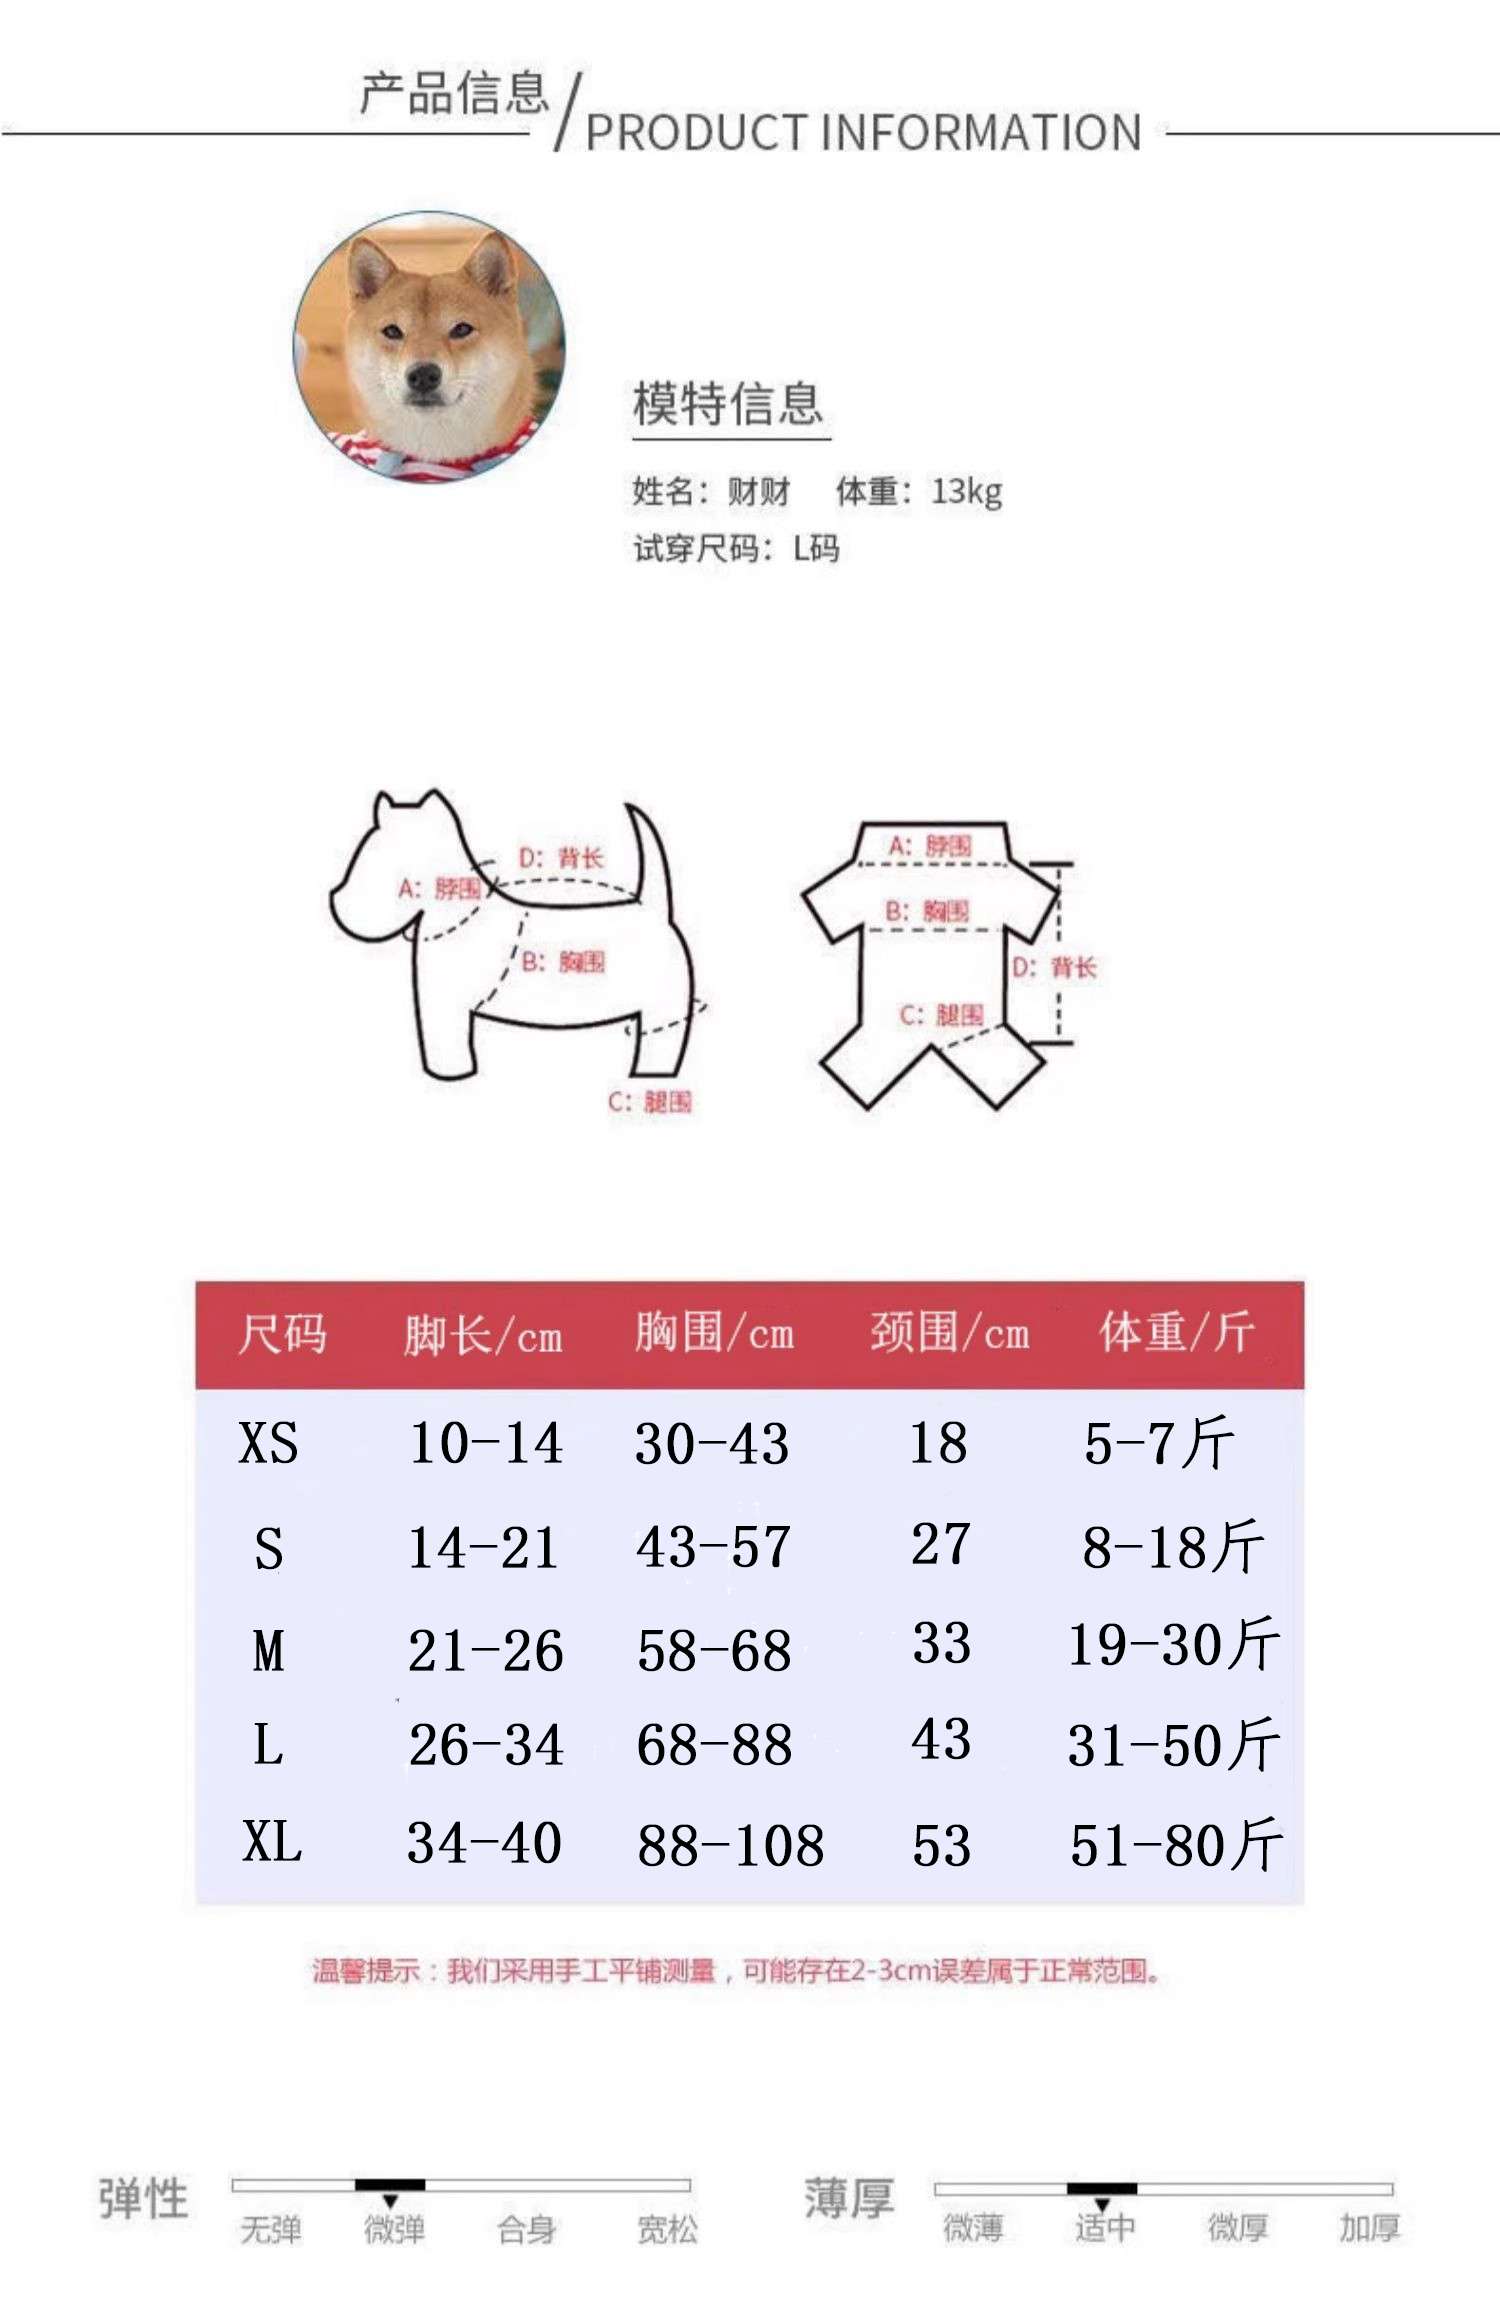 产品信息/PRODUCT INFORMATION
模特信息
姓名：财财 体重：13kg
试穿尺码：L码
D：背长
A：脖围
B：胸围
C：腿围
A：脖围
B：胸围
D：背长
C：腿围
尺码 脚长/cm 胸围/cm 颈围/cm 体重/斤
XS 10-14 30-43 18 5-7斤
S 14-21 43-57 27 8-18斤
M 21-26 58-68 33 19-30斤
L 26-34 68-88 43 31-50斤
XL 34-40 88-108 53 51-80斤
温馨提示：我们采用手工平铺测量，可能存在2-3cm误差属于正常范围。
弹性 无弹 微弹 合身 宽松
薄厚 微薄 适中 微厚 加厚